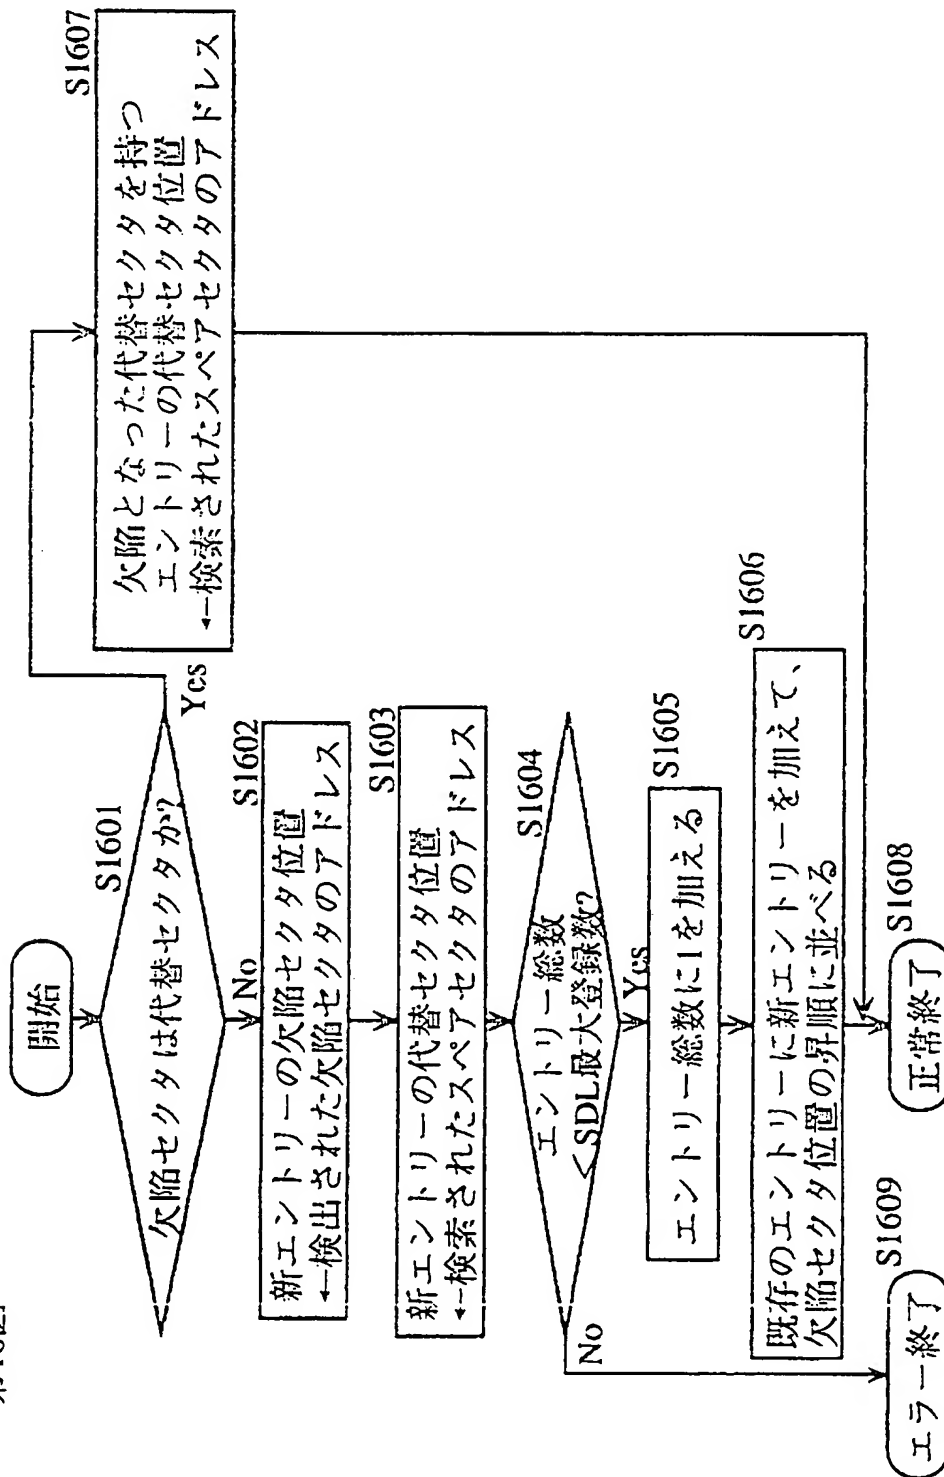 開始
S1601
欠陥セクタは代替セクタか?
Yes
No
S1607
欠陥となった代替セクタを持つ
エントリーの代替セクタ位置
←検索されたスペアセクタのアドレス
S1602
新エントリーの欠陥セクタ位置
←検出された欠陥セクタのアドレス
S1603
新エントリーの代替セクタ位置
←検索されたスペアセクタのアドレス
S1604
エントリー総数
<SDL最大登録数?
Yes
No
S1605
エントリー総数に1を加える
S1606
既存のエントリーに新エントリーを加えて、
欠陥セクタ位置の昇順に並べる
S1609
エラー終了
S1608
正常終了